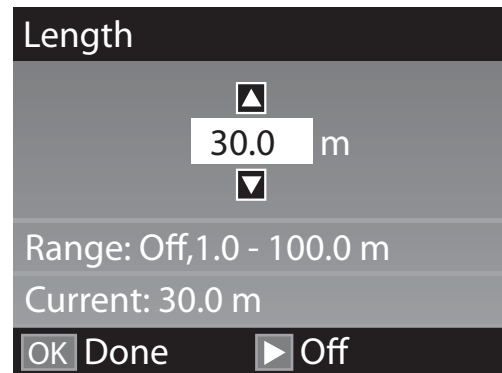 Length
30.0 m
Range: Off,1.0 - 100.0 m
Current: 30.0 m
OK Done Off